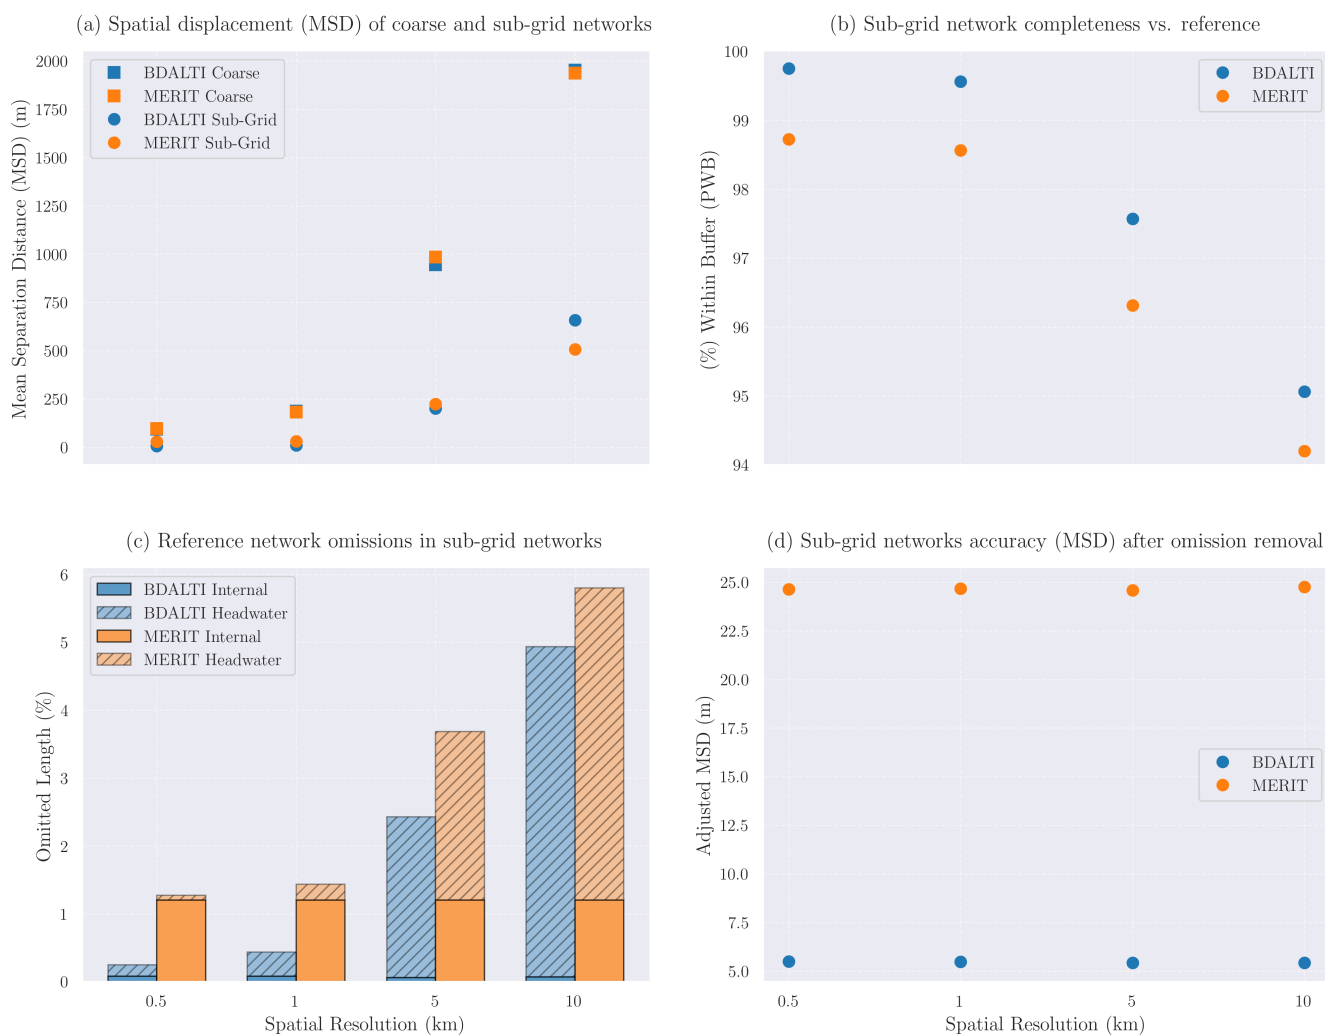 (a) Spatial displacement (MSD) of coarse and sub-grid networks
Mean Separation Distance (MSD) (m)
2000
1750
1500
1250
1000
750
500
250
0
BDALTI Coarse
MERIT Coarse
BDALTI Sub-Grid
MERIT Sub-Grid
(b) Sub-grid network completeness vs. reference
(%) Within Buffer (PWB)
100
99
98
97
96
95
94
BDALTI
MERIT
(c) Reference network omissions in sub-grid networks
Omitted Length (%)
6
5
4
3
2
1
0
BDALTI Internal
BDALTI Headwater
MERIT Internal
MERIT Headwater
0.5 1 5 10
Spatial Resolution (km)
(d) Sub-grid networks accuracy (MSD) after omission removal
Adjusted MSD (m)
25.0
22.5
20.0
17.5
15.0
12.5
10.0
7.5
5.0
BDALTI
MERIT
0.5 1 5 10
Spatial Resolution (km)